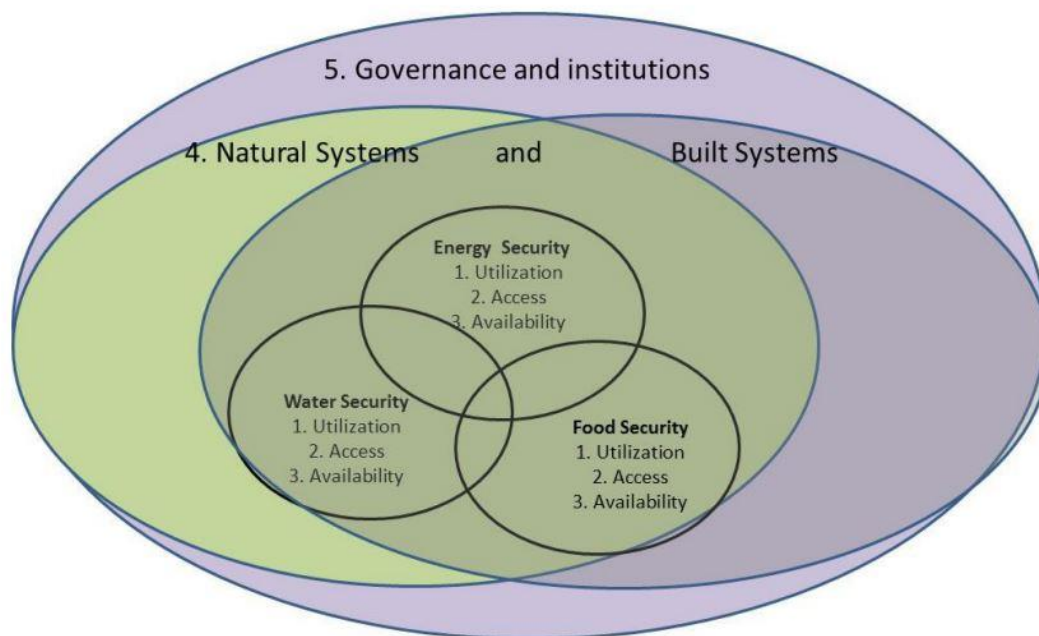 5. Governance and institutions
4. Natural Systems and Built Systems
Energy Security
1. Utilization
2. Access
3. Availability
Water Security
1. Utilization
2. Access
3. Availability
Food Security
1. Utilization
2. Access
3. Availability